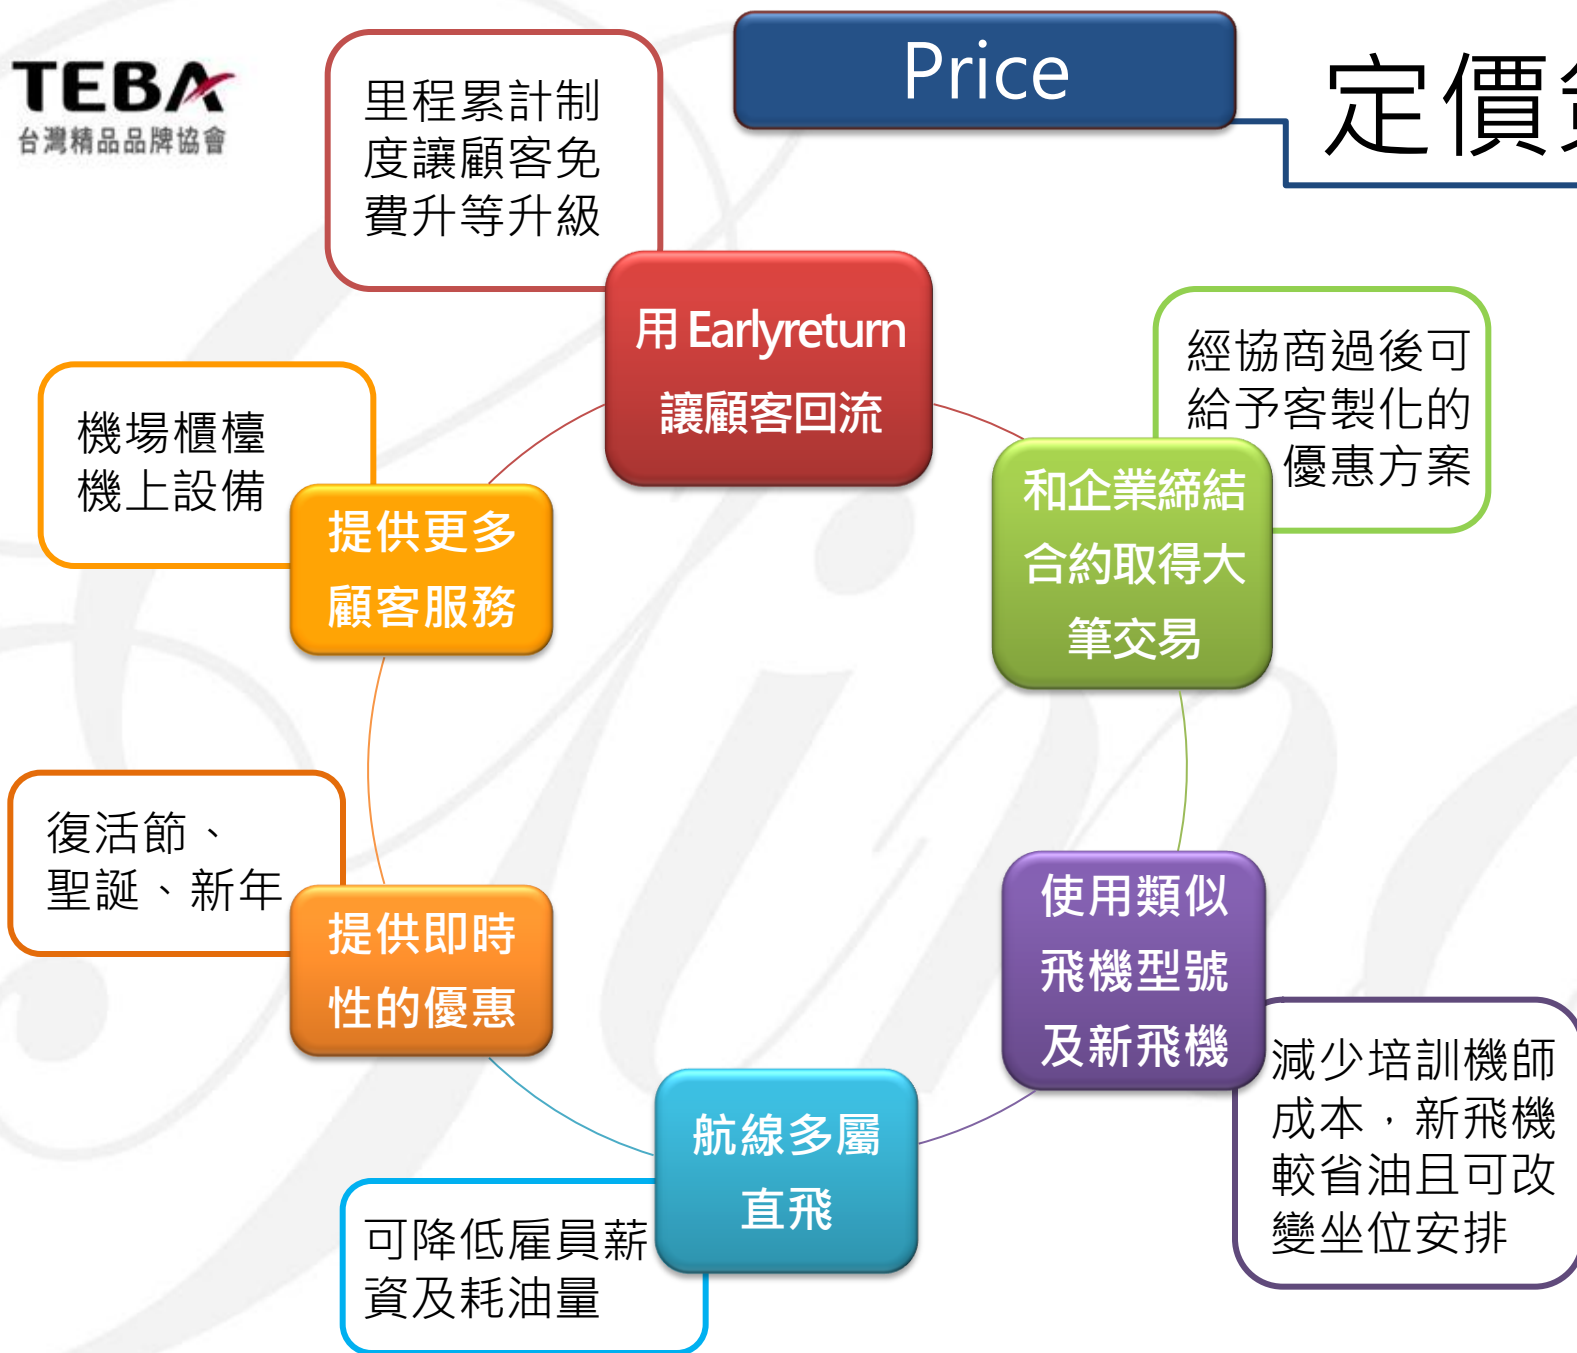 TEBA
台灣精品品牌協會
Price
定價
里程累計制
度讓顧客免
費升等升級
用 Earlyreturn
讓顧客回流
經協商過後可
給予客製化的
優惠方案
和企業締結
合約取得大
筆交易
使用類似
飛機型號
及新飛機
減少培訓機師
成本，新飛機
較省油且可改
變坐位安排
航線多屬
直飛
可降低雇員薪
資及耗油量
提供即時
性的優惠
復活節、
聖誕、新年
提供更多
顧客服務
機場櫃檯
機上設備